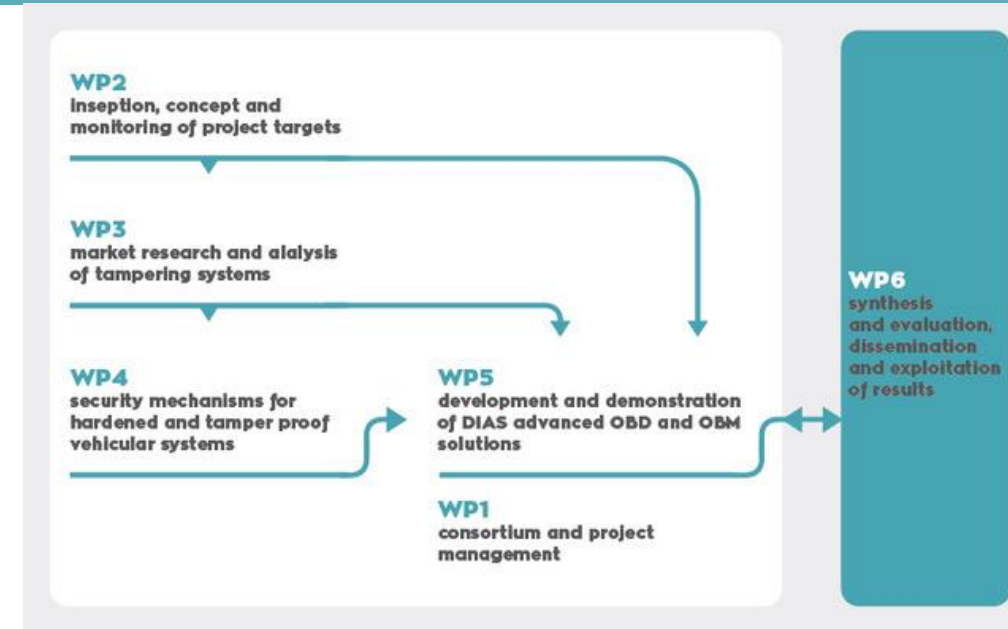 WP2
inseption, concept and
monitoring of project targets
WP3
market research and alalysis
of tampering systems
WP4
security mechanisms for
hardened and tamper proof
vehicular systems
WP5
development and demonstration
of DIAS advanced OBD and OBM
solutions
WP1
consortium and project
management
WP6
synthesis
and evaluation,
dissemination
and exploitation
of results